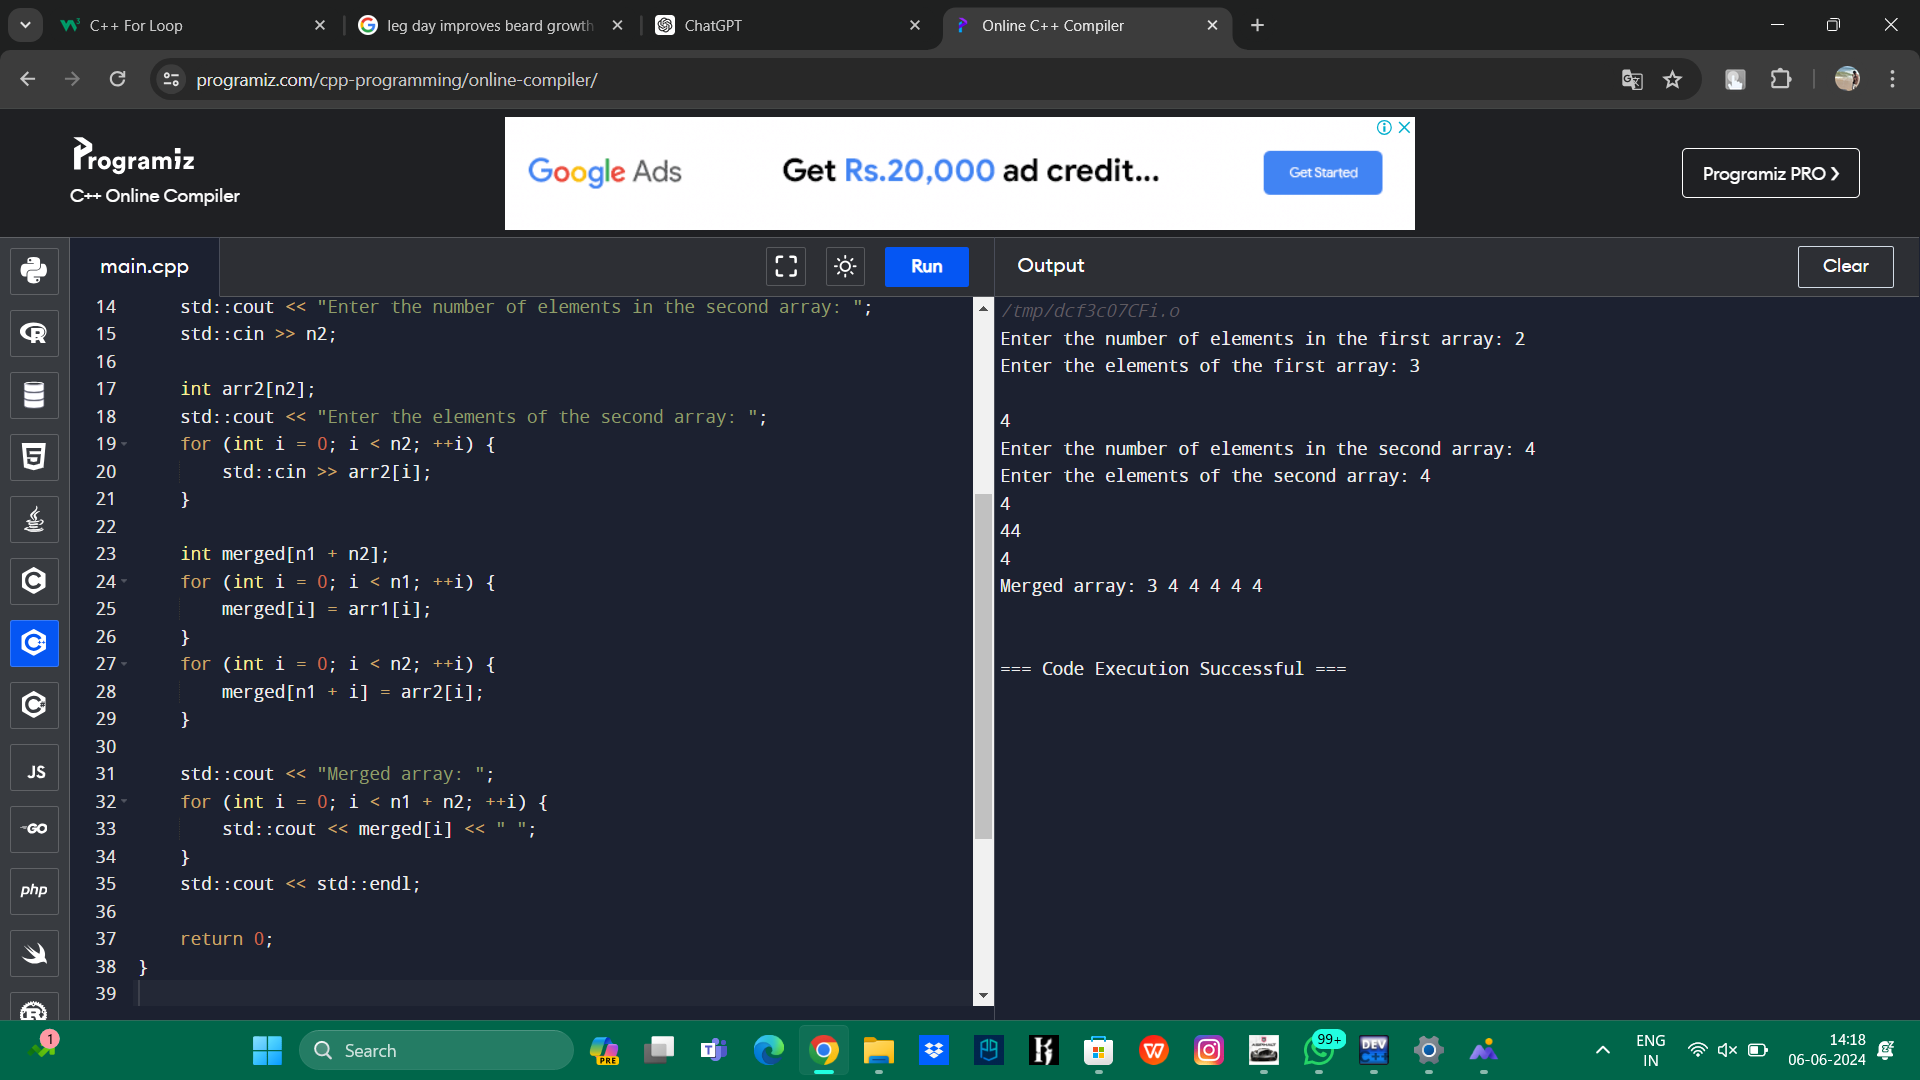 C++ For Loop
leg day improves beard growth
ChatGPT
Online C++ Compiler
programiz.com/cpp-programming/online-compiler/
Programiz
C++ Online Compiler
Google Ads
Get Rs.20,000 ad credit...
Get Started
Programiz PRO
main.cpp
Run
Output
Clear
14 std::cout << "Enter the number of elements in the second array: ";
15 std::cin >> n2;
16
17 int arr2[n2];
18 std::cout << "Enter the elements of the second array: ";
19 for (int i = 0; i < n2; ++i) {
20 std::cin >> arr2[i];
21 }
22
23 int merged[n1 + n2];
24 for (int i = 0; i < n1; ++i) {
25 merged[i] = arr1[i];
26 }
27 for (int i = 0; i < n2; ++i) {
28 merged[n1 + i] = arr2[i];
29 }
30
31 std::cout << "Merged array: ";
32 for (int i = 0; i < n1 + n2; ++i) {
33 std::cout << merged[i] << " ";
34 }
35 std::cout << std::endl;
36
37 return 0;
38 }
39
/tmp/dcf3c07CFi.o
Enter the number of elements in the first array: 2
Enter the elements of the first array: 3
4
Enter the number of elements in the second array: 4
Enter the elements of the second array: 4
4
44
4
Merged array: 3 4 4 4 4 4
=== Code Execution Successful ===
JS
GO
php
1
Search
PRE
99+
DEV
C++
ENG
IN
14:18
06-06-2024